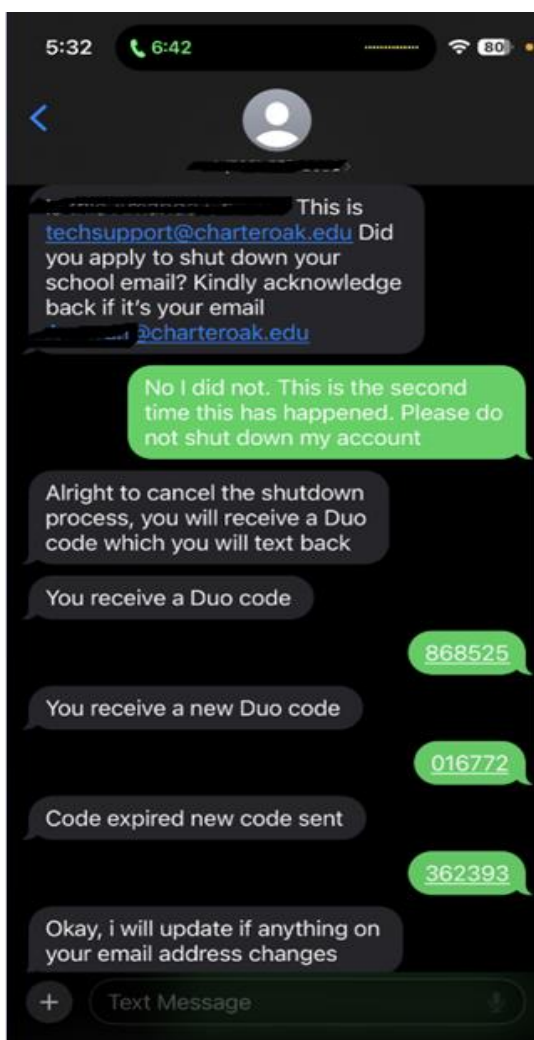 5:32
6:42
80
This is
techsupport@charteroak.edu Did
you apply to shut down your
school email? Kindly acknowledge
back if it's your email
@charteroak.edu
No I did not. This is the second
time this has happened. Please do
not shut down my account
Alright to cancel the shutdown
process, you will receive a Duo
code which you will text back
You receive a Duo code
868525
You receive a new Duo code
016772
Code expired new code sent
362393
Okay, i will update if anything on
your email address changes
Text Message